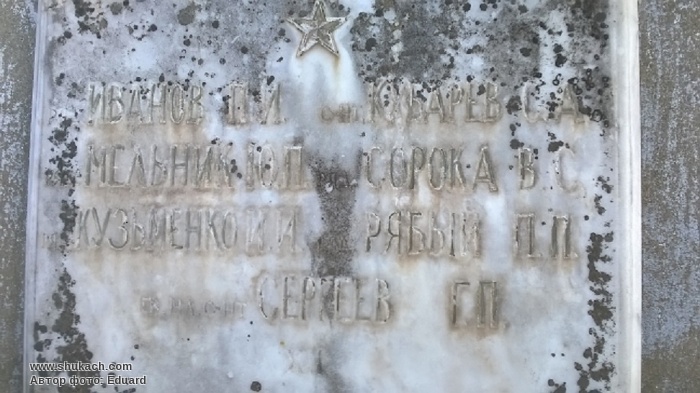 ИВАНОВ П.И. КУБАРЕВ С.А.
МЕЛЬНИК Ю.П. СОРОКА В.С.
КУЗЬМЕНКО И.А. РЯБЫЙ П.П.
СЕРГЕЕВ Г.П.
www.shukach.com
Автор фото: Eduard